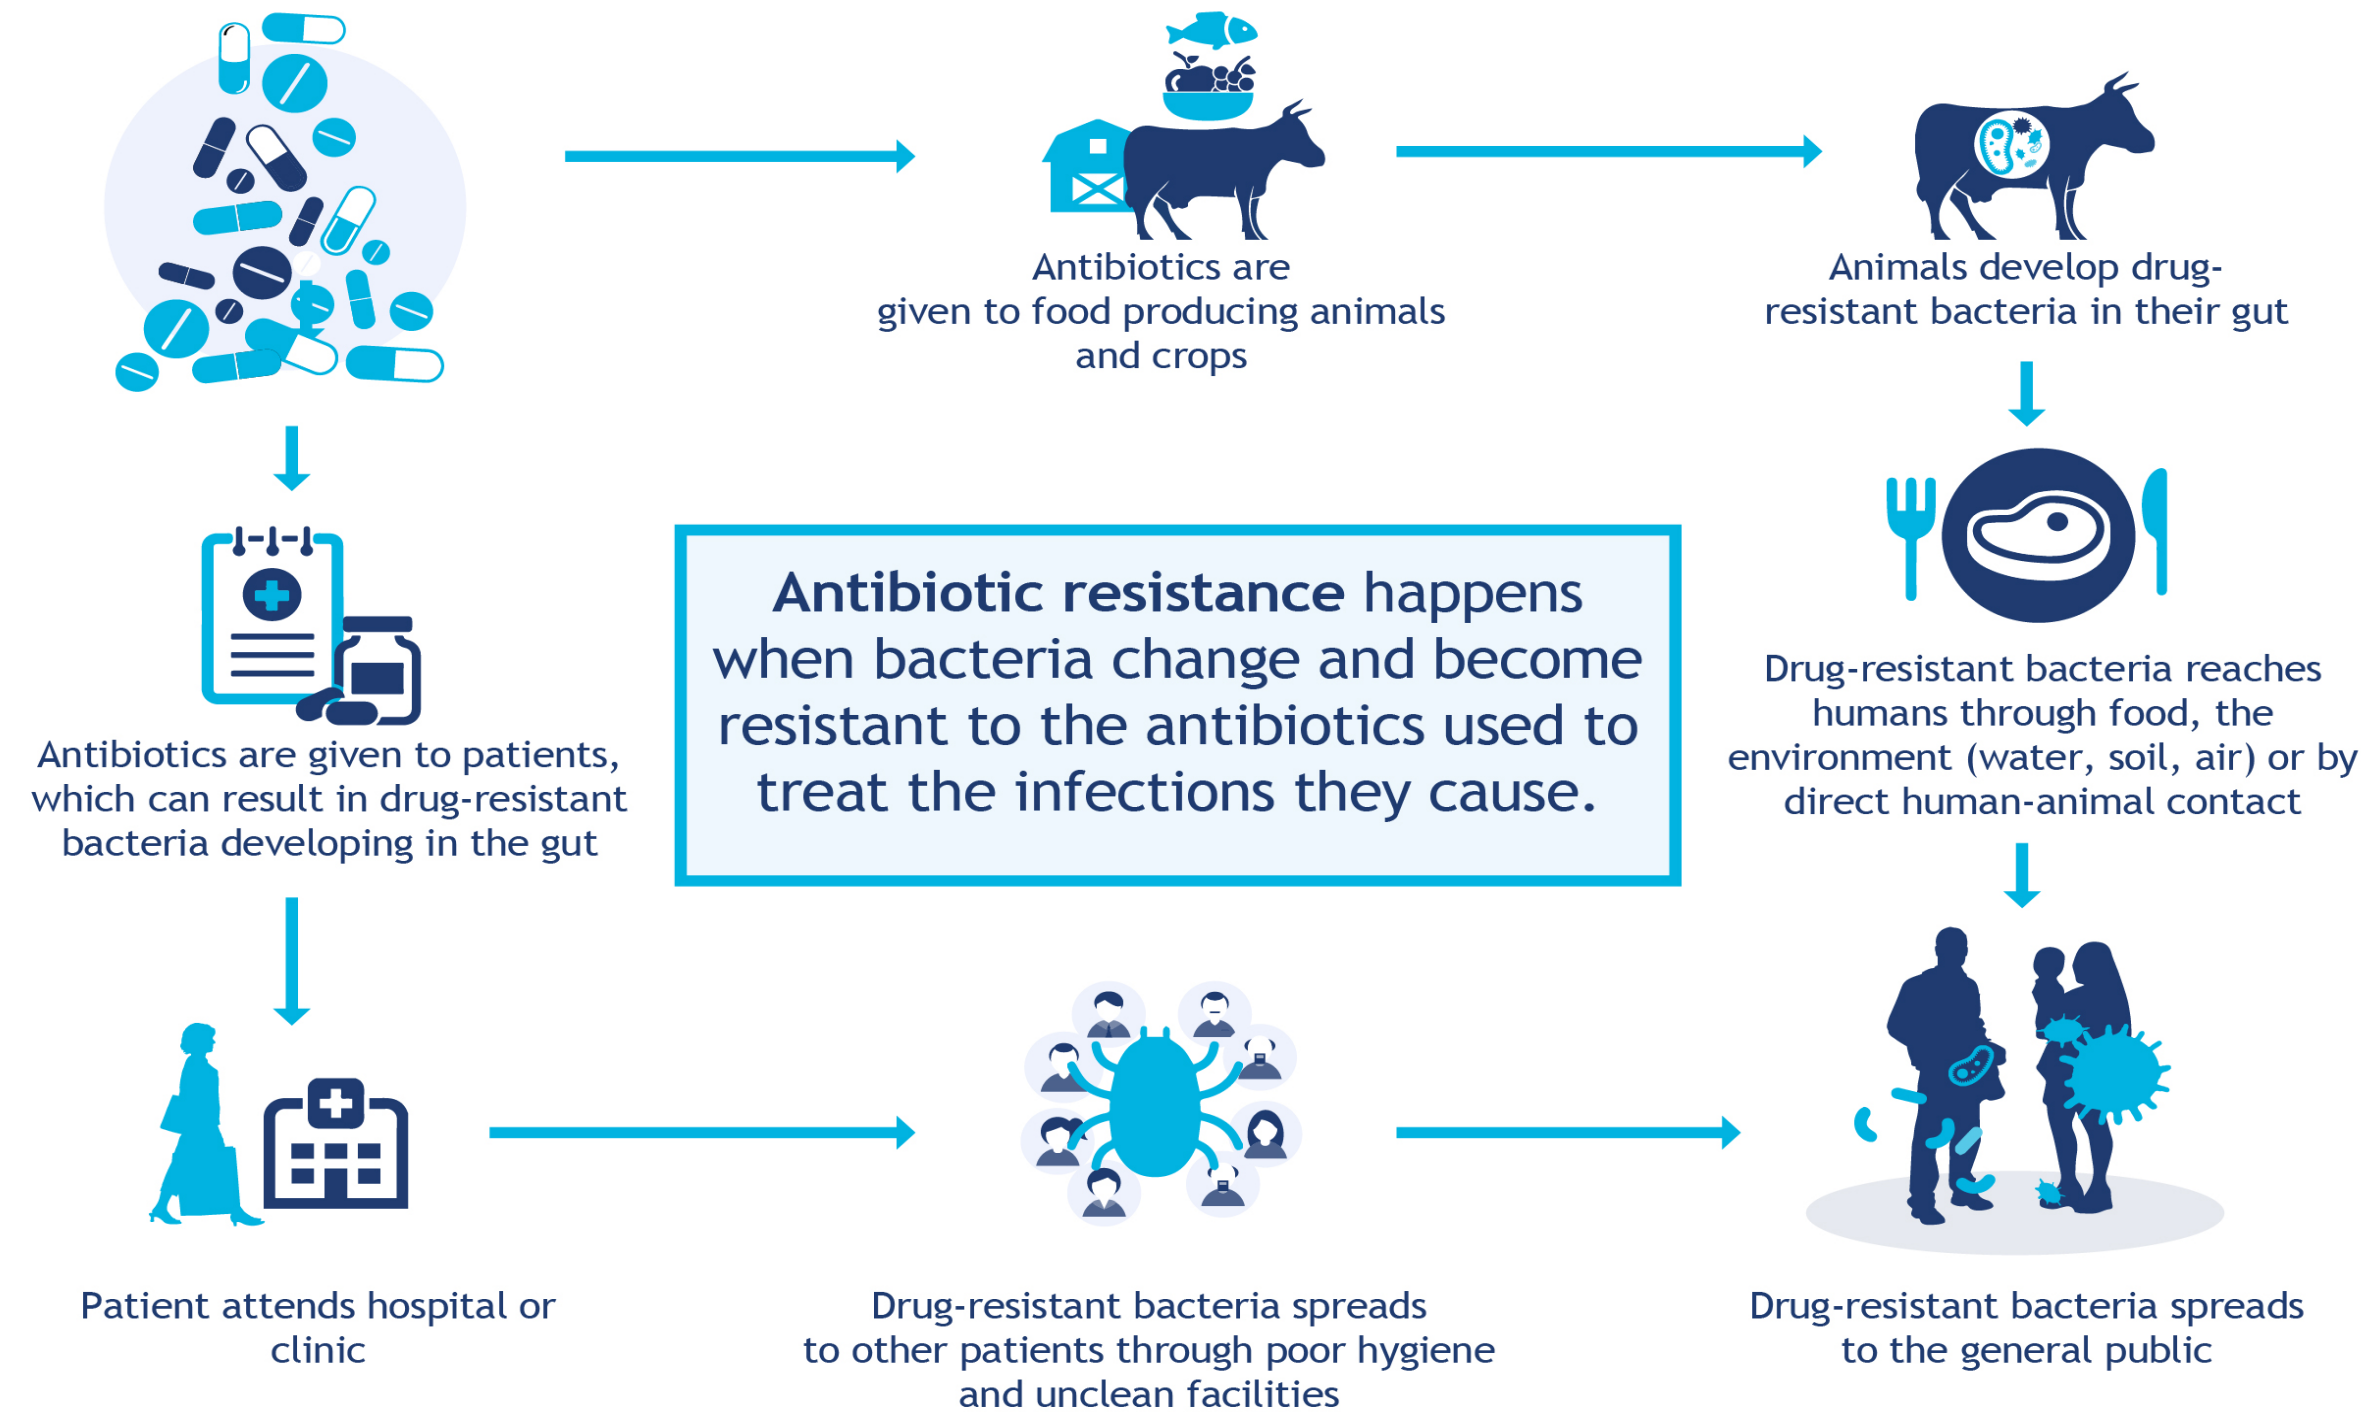 Antibiotics are
given to food producing animals
and crops
Animals develop drug-
resistant bacteria in their gut
Antibiotics are given to patients,
which can result in drug-resistant
bacteria developing in the gut
Antibiotic resistance happens
when bacteria change and become
resistant to the antibiotics used to
treat the infections they cause.
Drug-resistant bacteria reaches
humans through food, the
environment (water, soil, air) or by
direct human-animal contact
Patient attends hospital or
clinic
Drug-resistant bacteria spreads
to other patients through poor hygiene
and unclean facilities
Drug-resistant bacteria spreads
to the general public